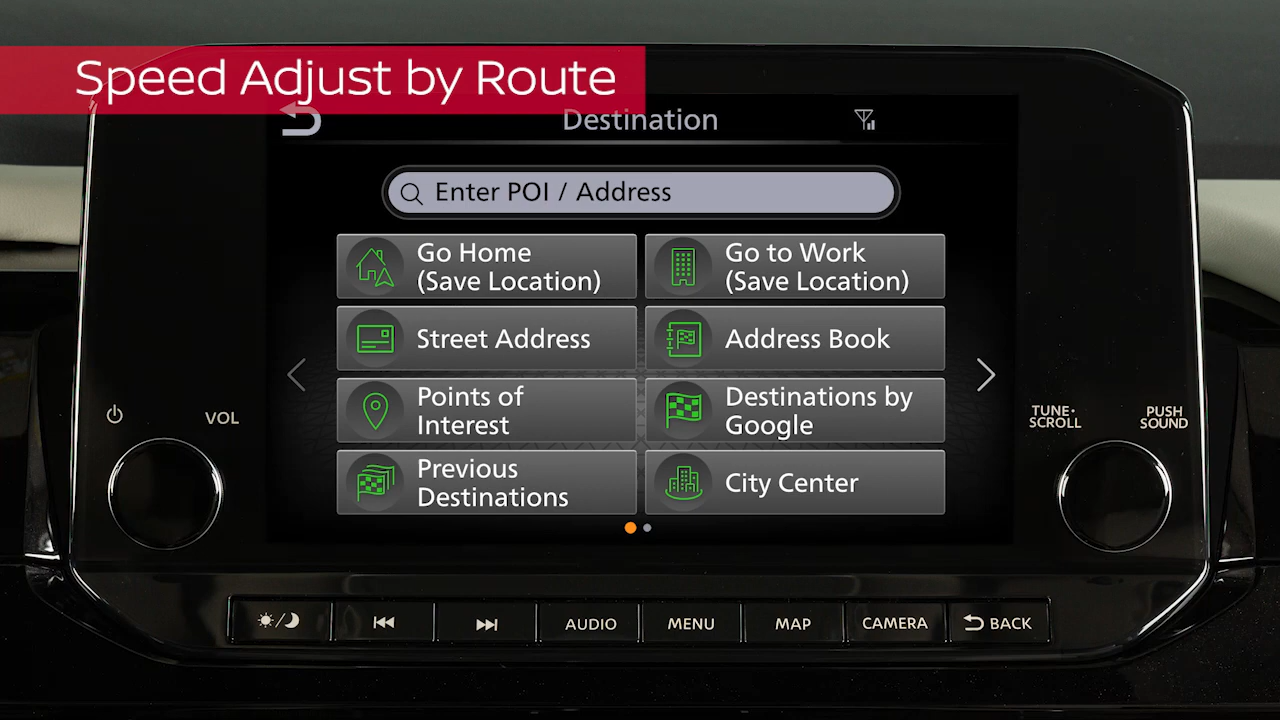 Speed Adjust by Route
Destination
Enter POI / Address
Go Home
(Save Location)
Go to Work
(Save Location)
Street Address
Address Book
Points of
Interest
Destinations by
Google
Previous
Destinations
City Center
VOL
TUNE•
SCROLL
PUSH
SOUND
AUDIO
MENU
MAP
CAMERA
BACK